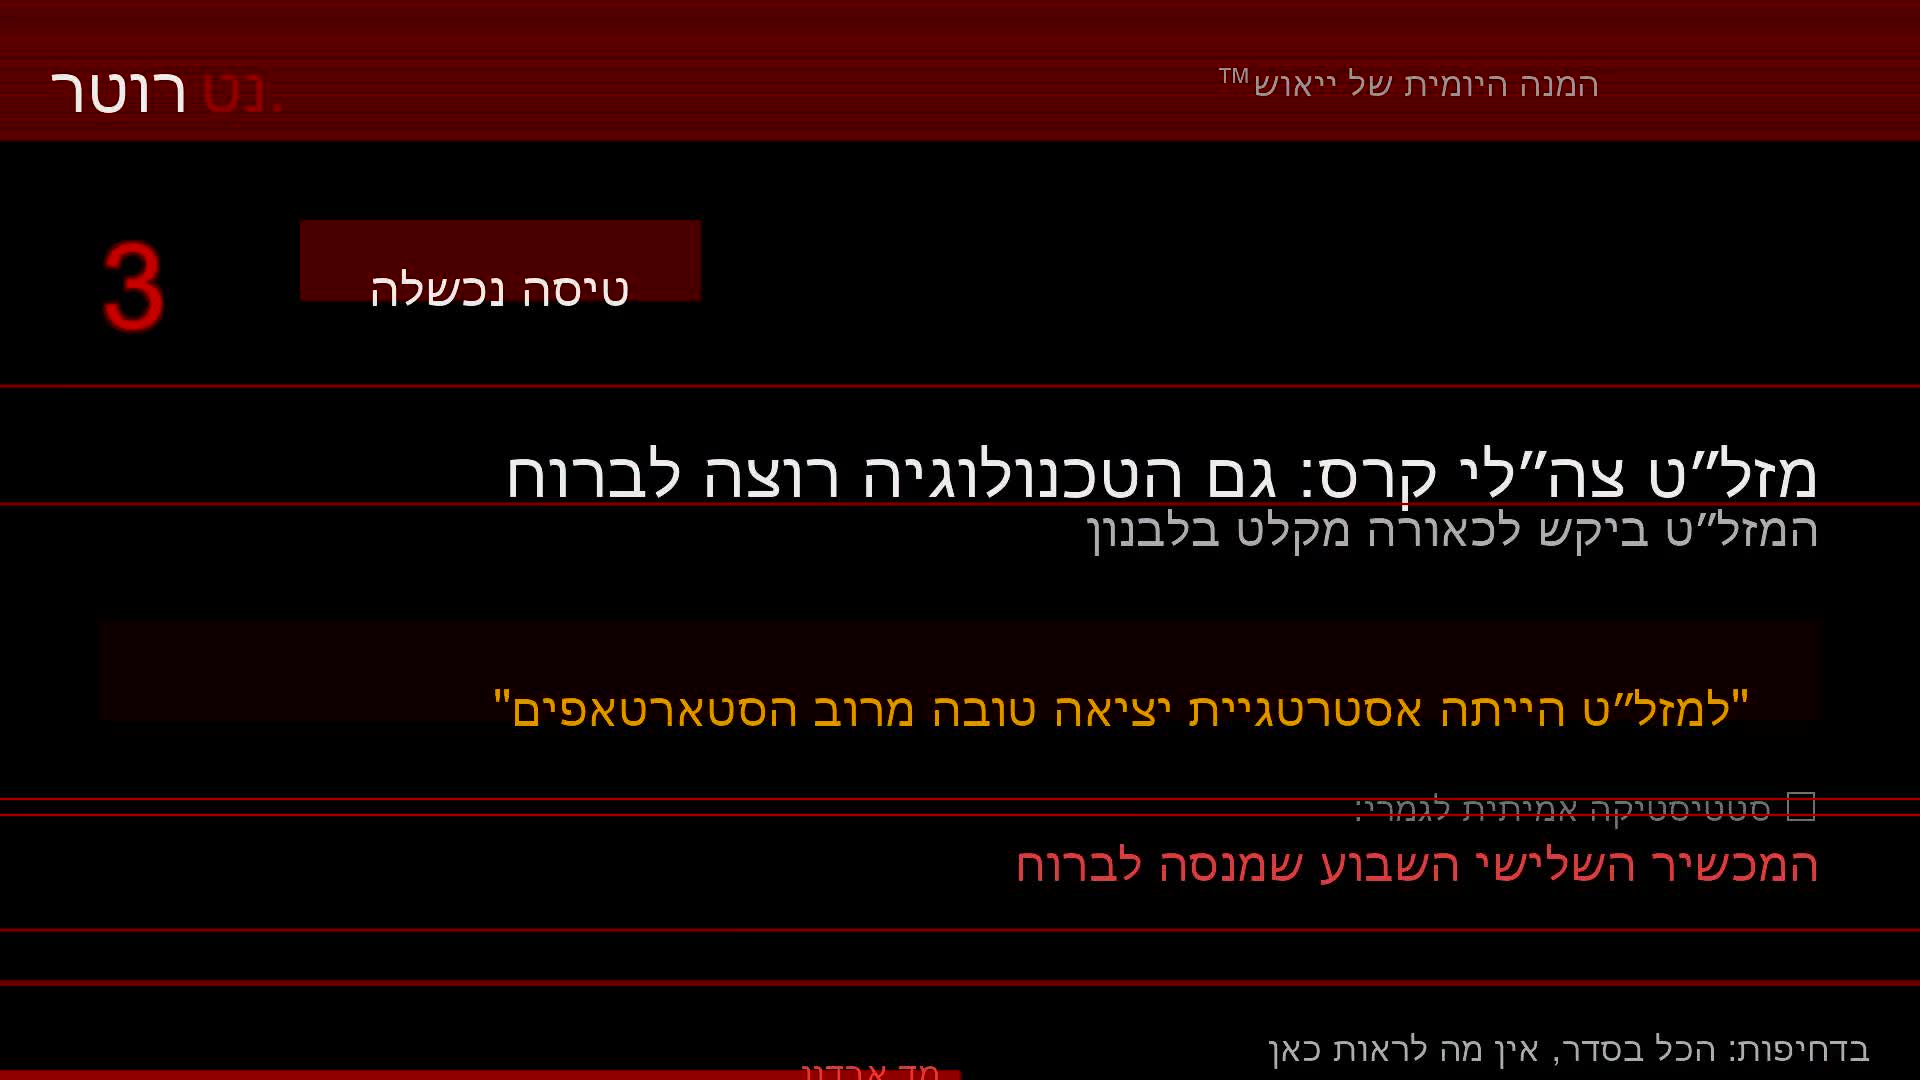 רוטר .נט
המנה היומית של ייאוש™
3
טיסה נכשלה
מזל״ט צה״לי קרס: גם הטכנולוגיה רוצה לברוח
המזל״ט ביקש לכאורה מקלט בלבנון
"למזל״ט הייתה אסטרטגיית יציאה טובה מרוב הסטארטאפים"
סטטיסטיקה אמיתית לגמרי:
המכשיר השלישי השבוע שמנסה לברוח
בדחיפות: הכל בסדר, אין מה לראות כאן
מד